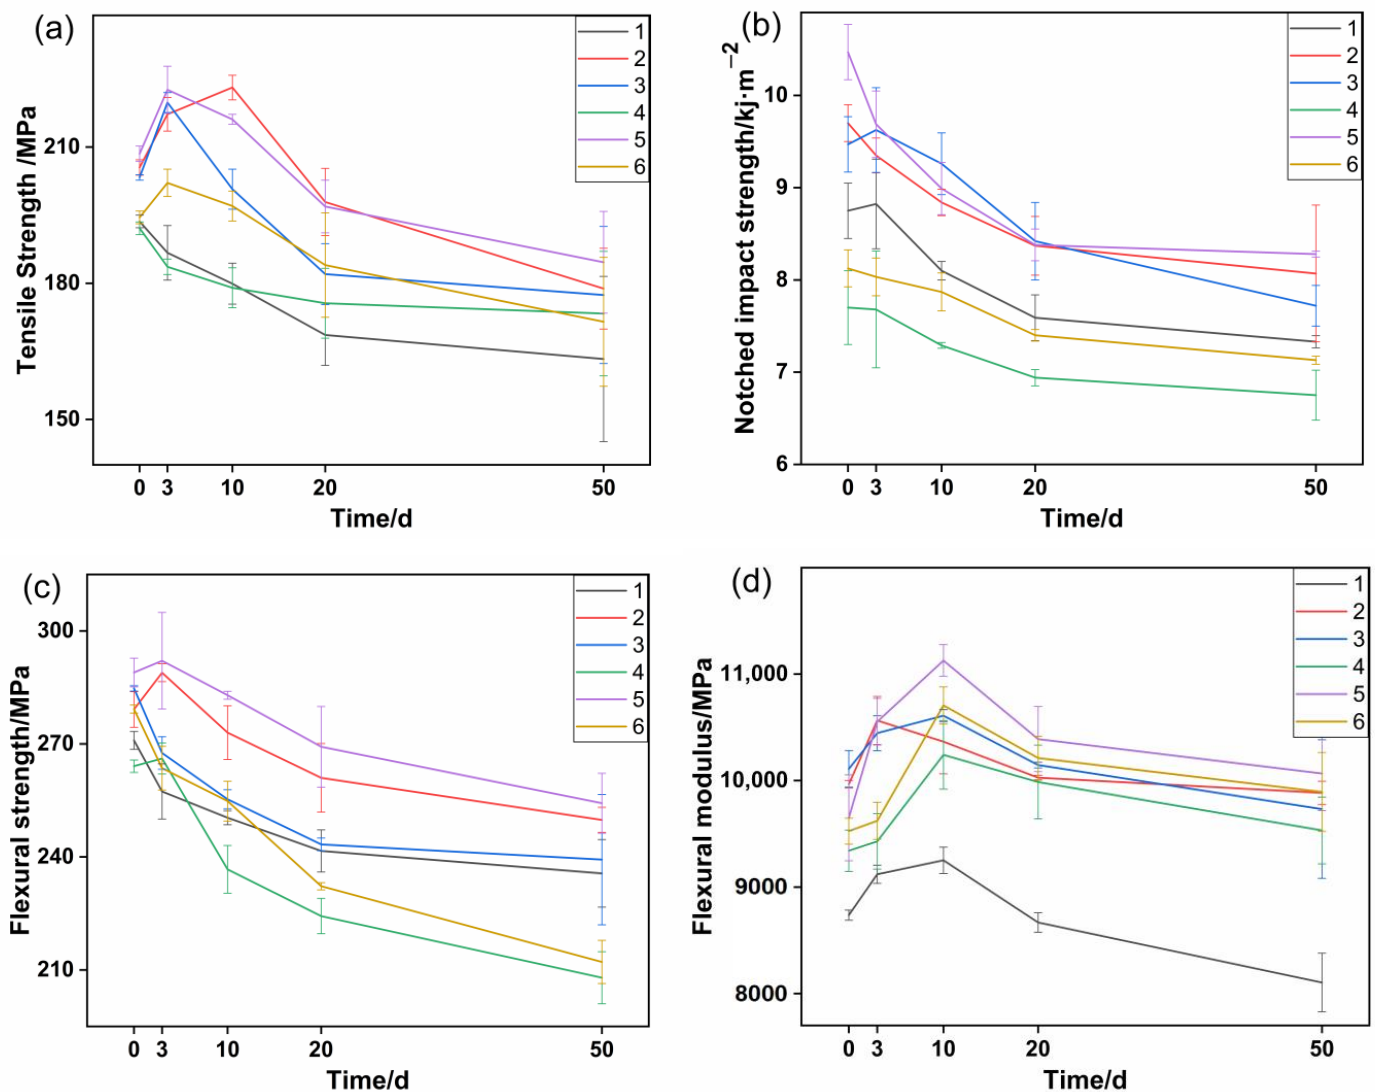 (a)
1
2
3
4
5
6
210
180
150
Tensile Strength /MPa
0 3 10 20 50
Time/d
(b)
1
2
3
4
5
6
10
9
8
7
6
Notched impact strength/kj·m⁻²
0 3 10 20 50
Time/d
(c)
1
2
3
4
5
6
300
270
240
210
Flexural strength/MPa
0 3 10 20 50
Time/d
(d)
1
2
3
4
5
6
11,000
10,000
9000
8000
Flexural modulus/MPa
0 3 10 20 50
Time/d